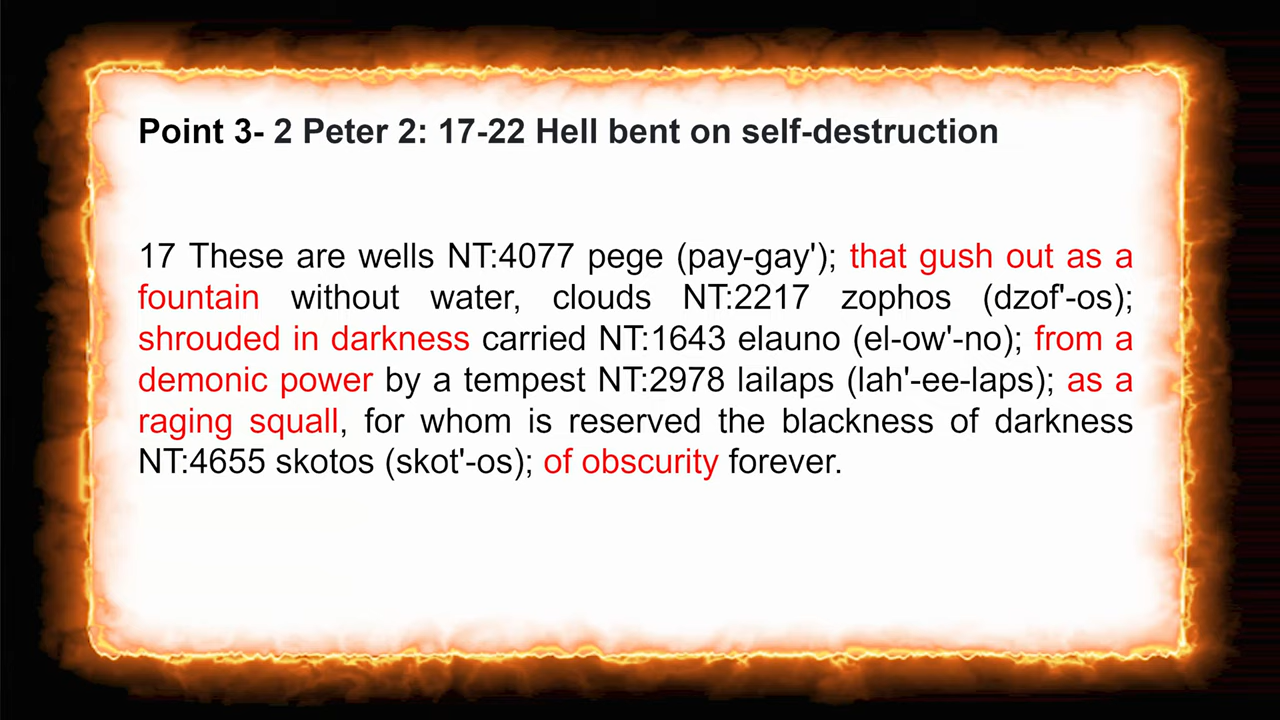 Point 3- 2 Peter 2: 17-22 Hell bent on self-destruction
17 These are wells NT:4077 pege (pay-gay'); that gush out as a
fountain without water, clouds NT:2217 zophos (dzof'-os);
shrouded in darkness carried NT:1643 elauno (el-ow'-no); from a
demonic power by a tempest NT:2978 lailaps (lah'-ee-laps); as a
raging squall, for whom is reserved the blackness of darkness
NT:4655 skotos (skot'-os); of obscurity forever.